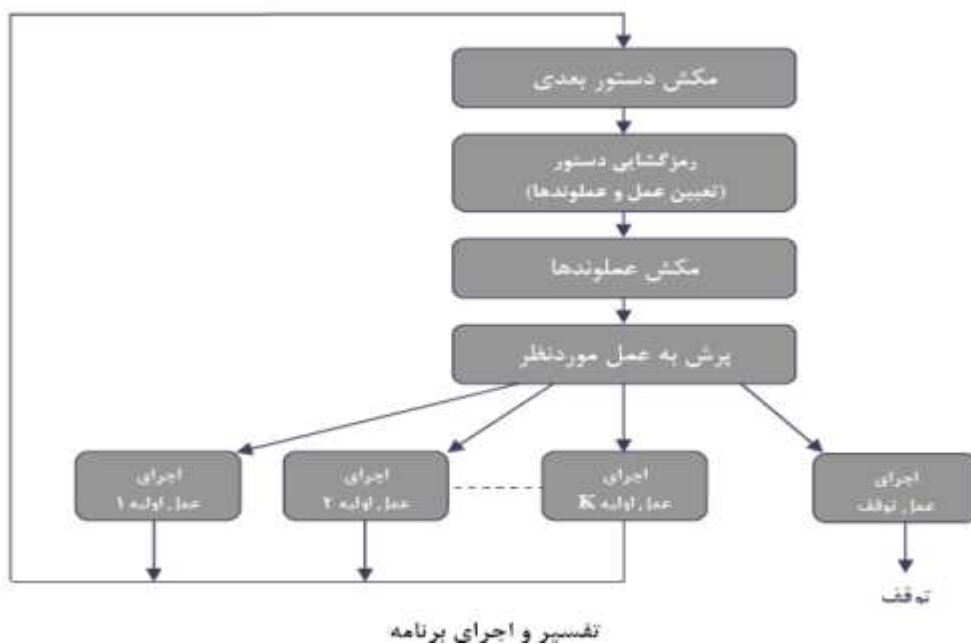 مکش دستور بعدی
رمزگشایی دستور
(تعیین عمل و عملوندها)
مکش عملوندها
پرش به عمل موردنظر
اجرای
عمل اولیه ۱
اجرای
عمل اولیه ۲
اجرای
عمل اولیه K
اجرای
عمل توقف
توقف
تفسیر و اجرای برنامه